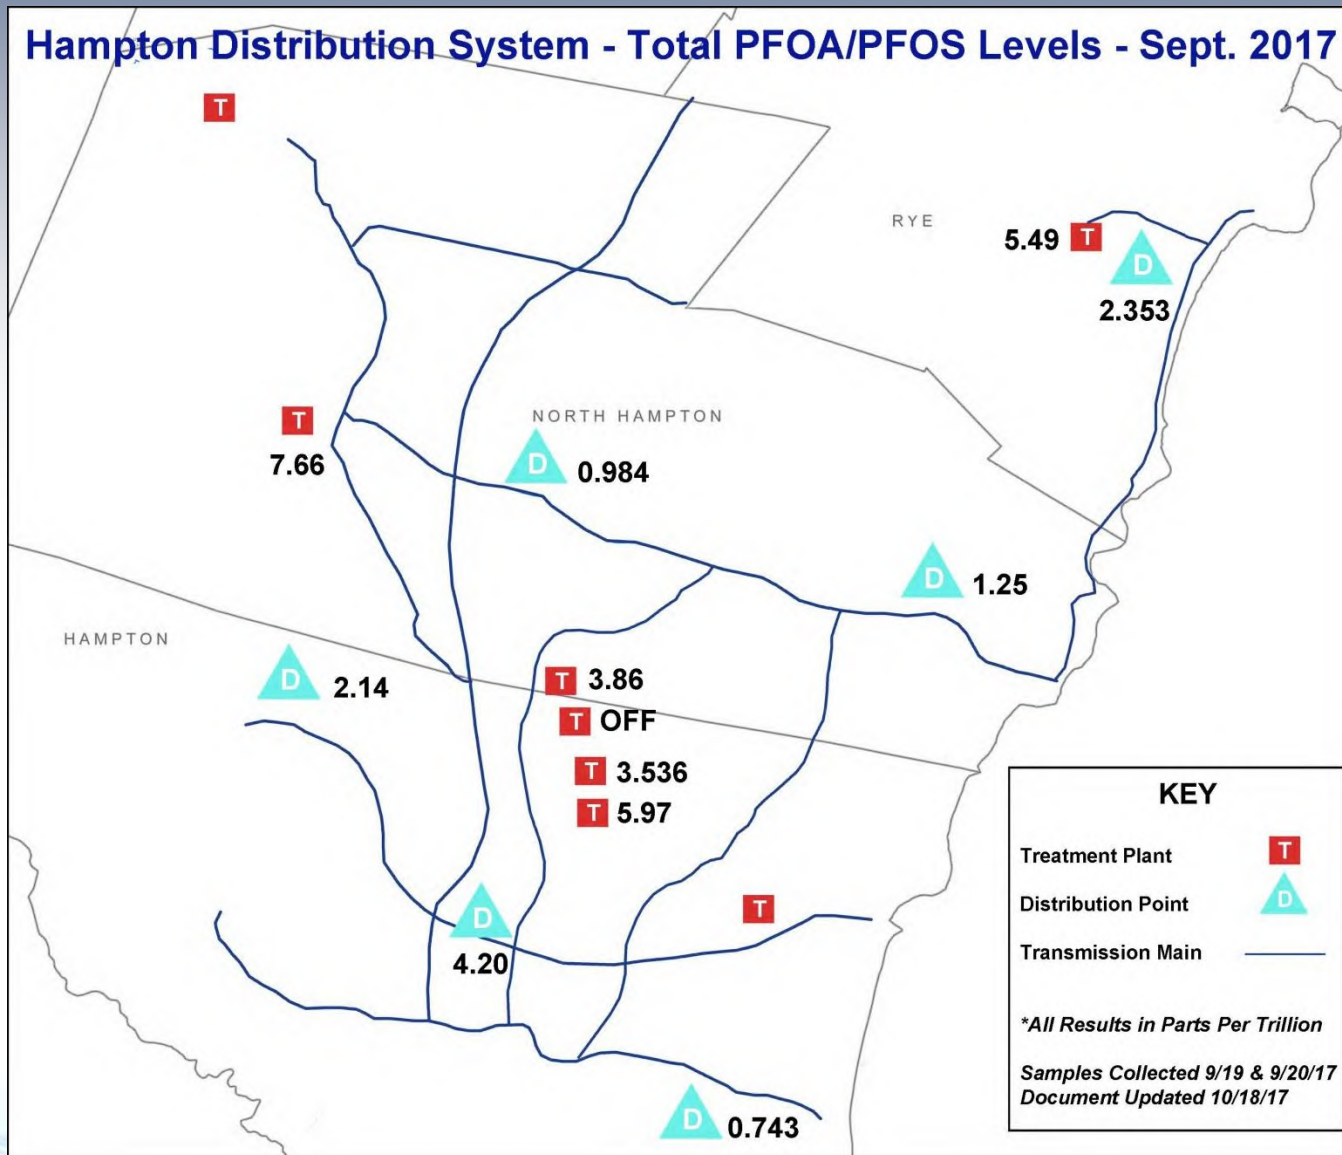 Hampton Distribution System - Total PFOA/PFOS Levels - Sept. 2017
T
RYE
5.49 T
D
2.353
NORTH HAMPTON
T
7.66
D 0.984
D 1.25
HAMPTON
D 2.14
T 3.86
T OFF
T 3.536
T 5.97
T
D
4.20
D 0.743
KEY
Treatment Plant T
Distribution Point D
Transmission Main
*All Results in Parts Per Trillion
Samples Collected 9/19 & 9/20/17
Document Updated 10/18/17